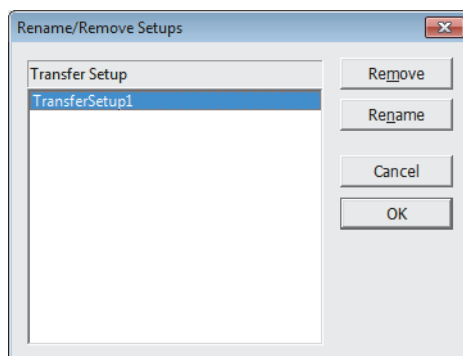 Rename/Remove Setups
Transfer Setup
TransferSetup1
Remove
Rename
Cancel
OK